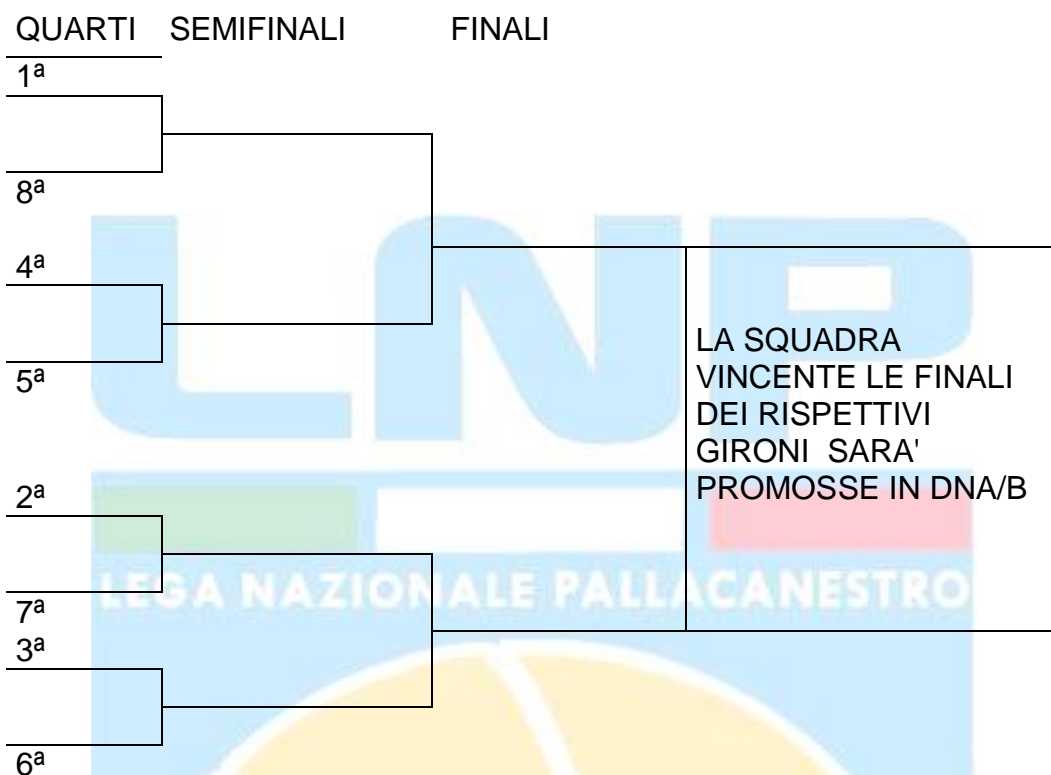 QUARTI SEMIFINALI FINALI
1ª
8ª
4ª
5ª
LNP
LA SQUADRA
VINCENTE LE FINALI
DEI RISPETTIVI
GIRONI SARA'
PROMOSSE IN DNA/B
2ª
LEGA NAZIONALE PALLACANESTRO
7ª
3ª
6ª